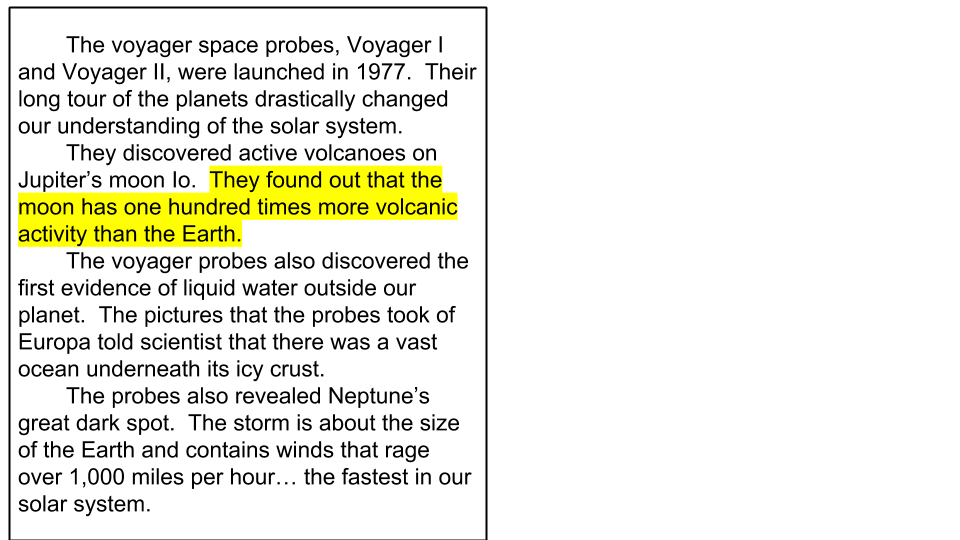 The voyager space probes, Voyager I
and Voyager II, were launched in 1977.  Their
long tour of the planets drastically changed
our understanding of the solar system.
They discovered active volcanoes on
Jupiter's moon Io.  They found out that the
moon has one hundred times more volcanic
activity than the Earth.
The voyager probes also discovered the
first evidence of liquid water outside our
planet.  The pictures that the probes took of
Europa told scientist that there was a vast
ocean underneath its icy crust.
The probes also revealed Neptune's
great dark spot.  The storm is about the size
of the Earth and contains winds that rage
over 1,000 miles per hour… the fastest in our
solar system.